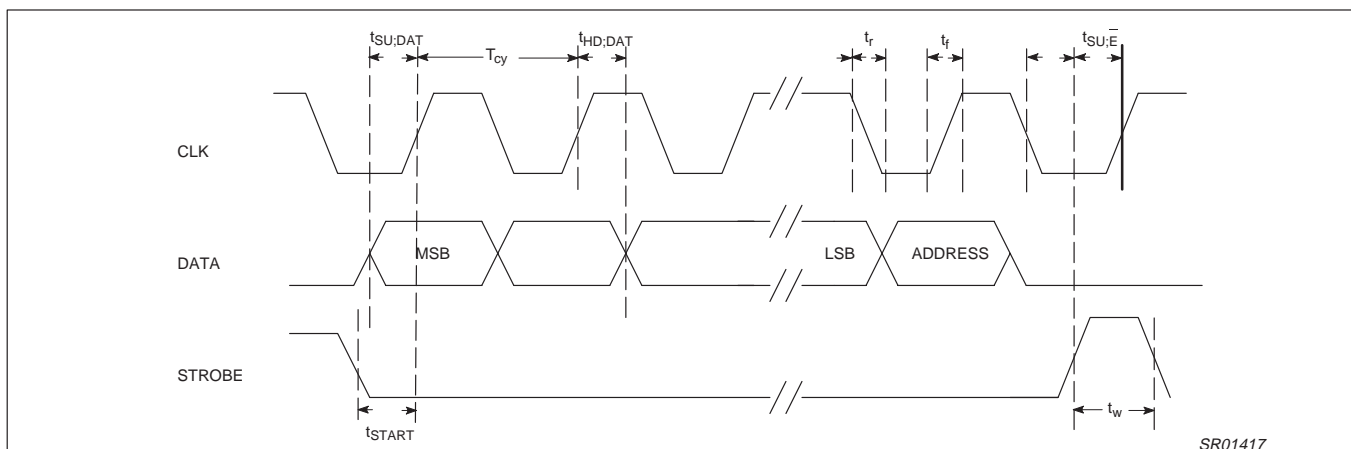 tSU;DAT
Tcy
tHD;DAT
tr
tf
tSU;E̅
CLK
DATA
MSB
LSB
ADDRESS
STROBE
tSTART
tw
SR01417